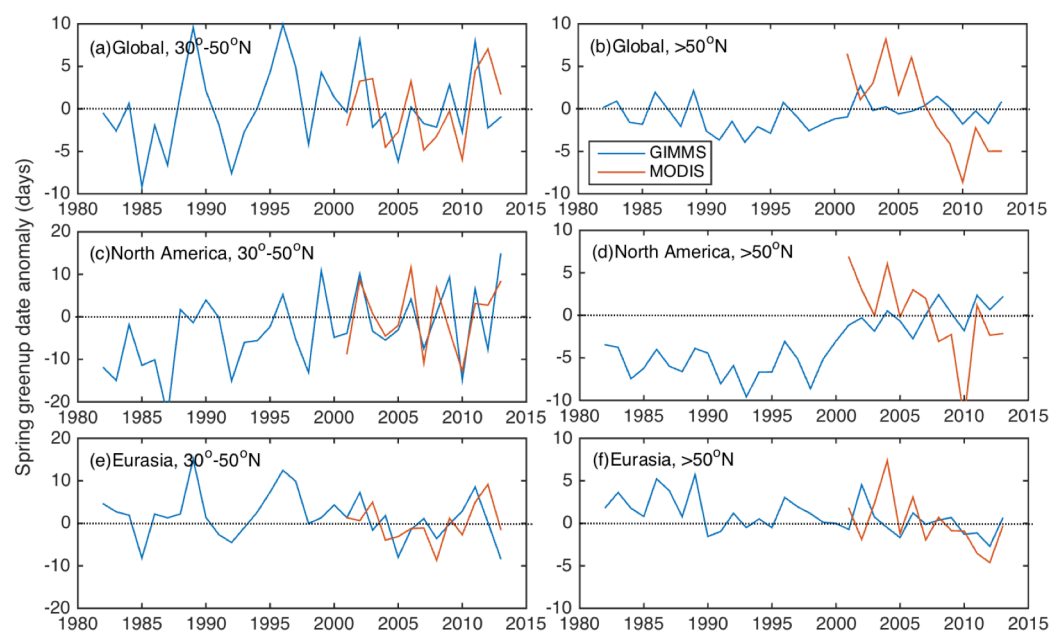 Spring greenup date anomaly (days)
(a)Global, 30°-50°N
10
5
0
-5
-10
1980 1985 1990 1995 2000 2005 2010 2015
(b)Global, >50°N
10
5
0
-5
-10
GIMMS
MODIS
1980 1985 1990 1995 2000 2005 2010 2015
(c)North America, 30°-50°N
20
10
0
-10
-20
1980 1985 1990 1995 2000 2005 2010 2015
(d)North America, >50°N
10
5
0
-5
-10
1980 1985 1990 1995 2000 2005 2010 2015
(e)Eurasia, 30°-50°N
20
10
0
-10
-20
1980 1985 1990 1995 2000 2005 2010 2015
(f)Eurasia, >50°N
10
5
0
-5
-10
1980 1985 1990 1995 2000 2005 2010 2015